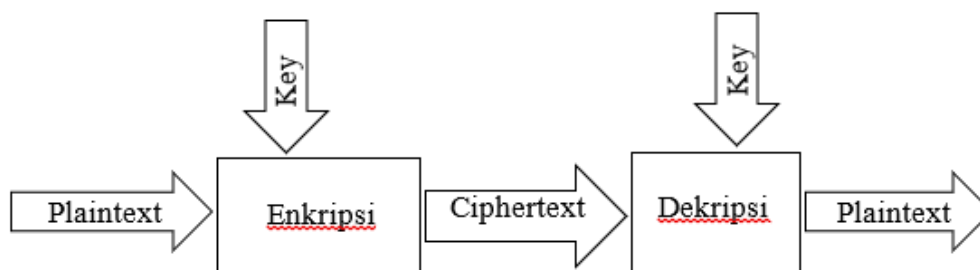 Key
Key
Plaintext
Enkripsi
Ciphertext
Dekripsi
Plaintext